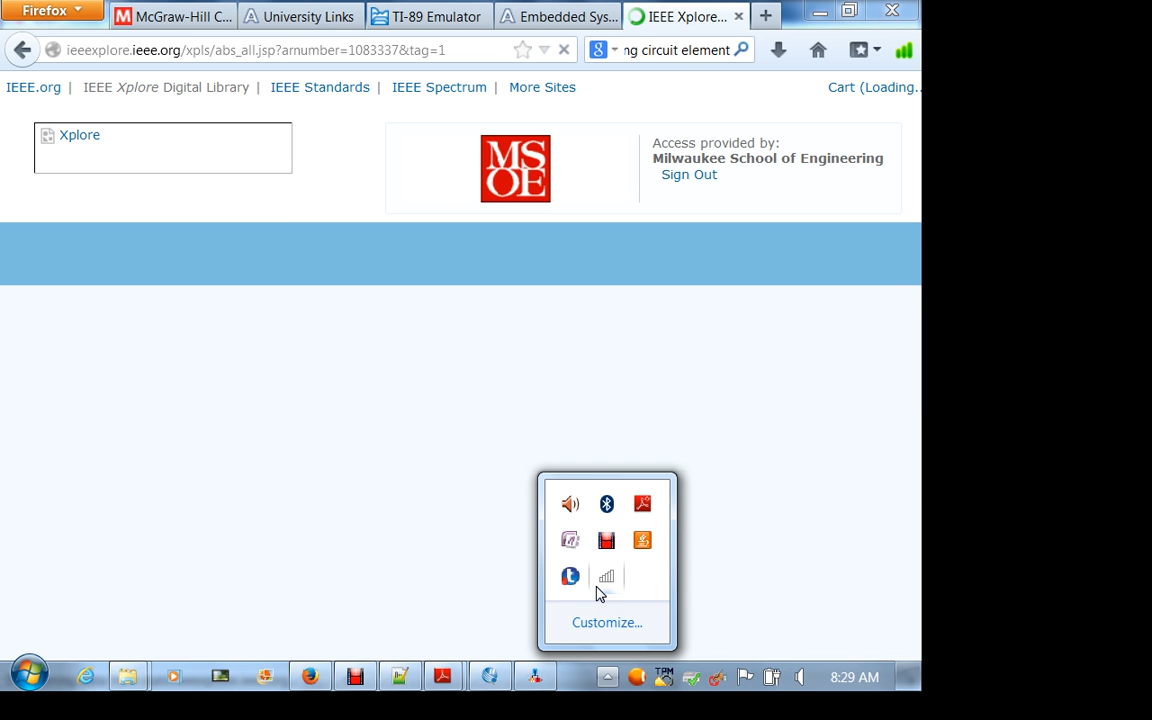 Firefox
McGraw-Hill C...
University Links
TI-89 Emulator
Embedded Sys...
IEEE Xplore...
ieeexplore.ieee.org/xpls/abs_all.jsp?arnumber=1083337&tag=1
ng circuit element
IEEE.org | IEEE Xplore Digital Library | IEEE Standards | IEEE Spectrum | More Sites
Cart (Loading..
Xplore
MS
OE
Access provided by:
Milwaukee School of Engineering
Sign Out
Customize...
TPM
8:29 AM